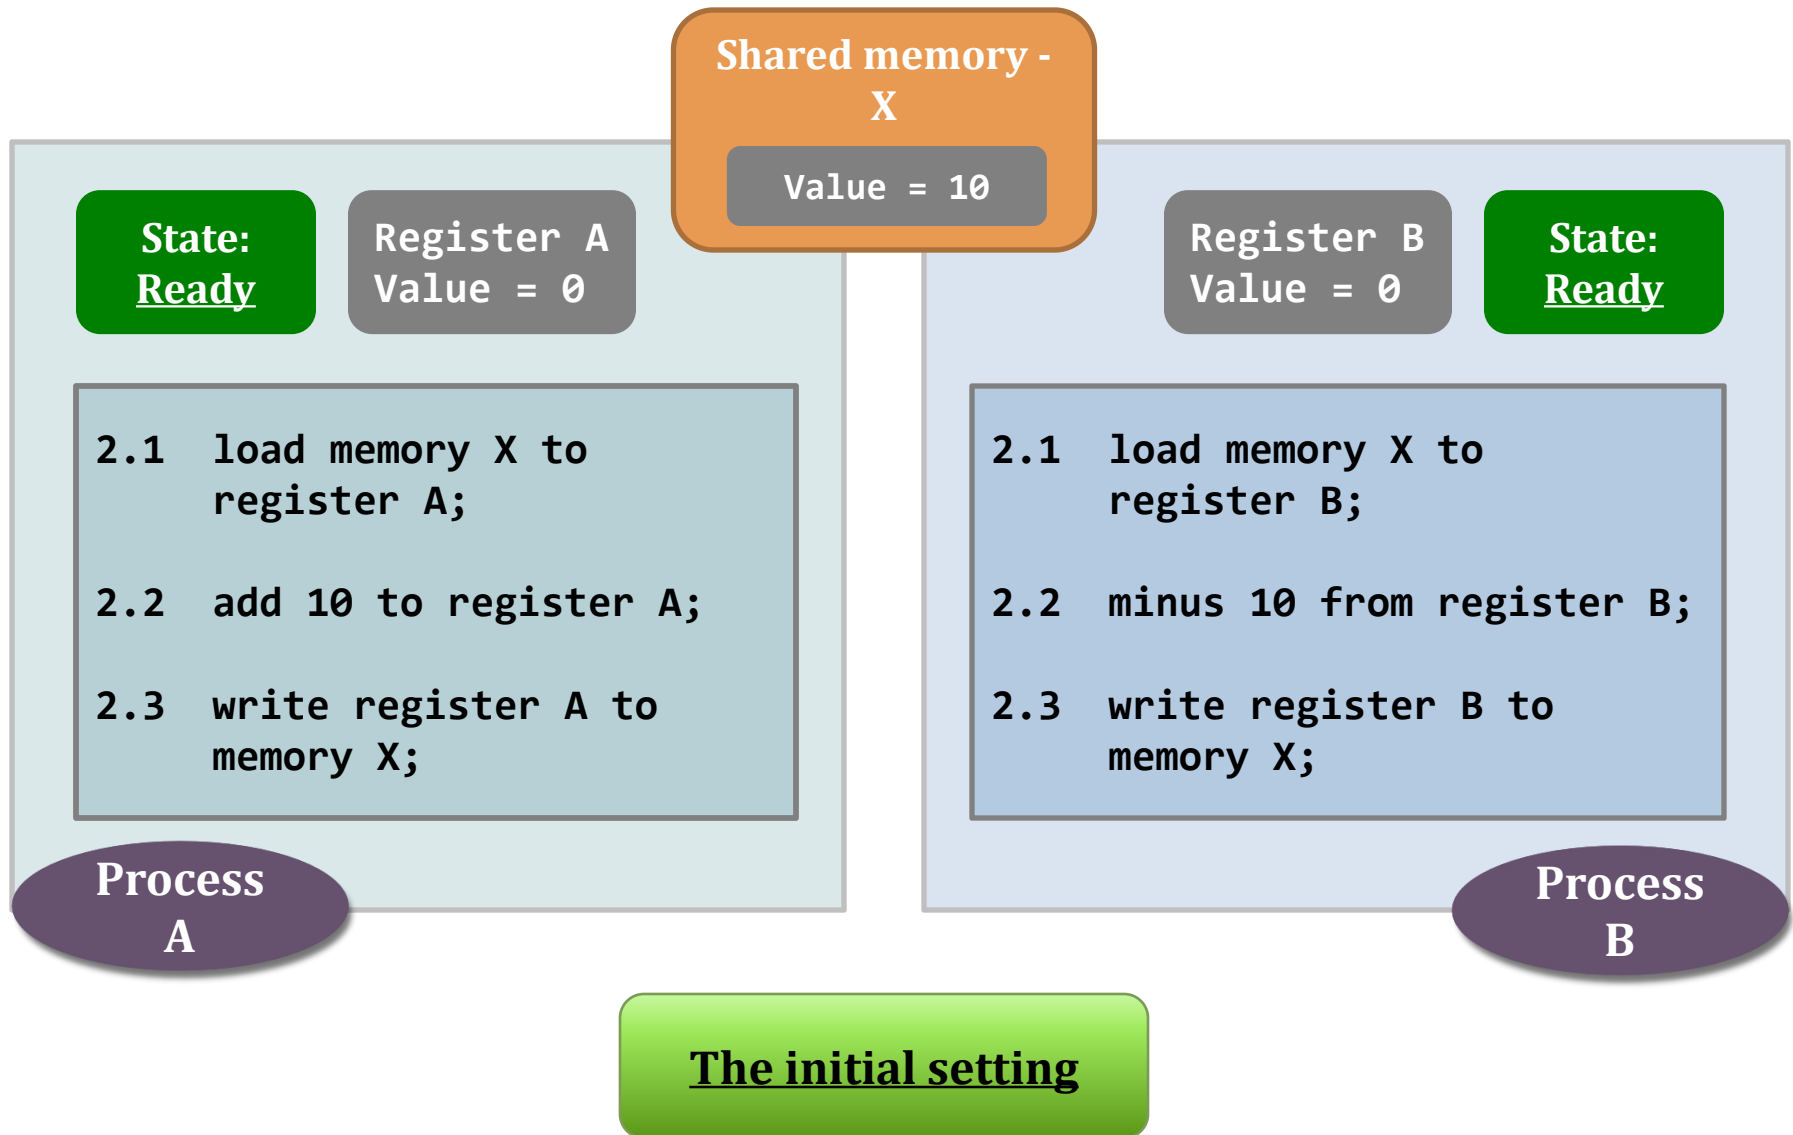 Shared memory -
X
Value = 10
State:
Ready
Register A
Value = 0
Register B
Value = 0
State:
Ready
2.1 load memory X to
register A;
2.2 add 10 to register A;
2.3 write register A to
memory X;
2.1 load memory X to
register B;
2.2 minus 10 from register B;
2.3 write register B to
memory X;
Process
A
Process
B
The initial setting